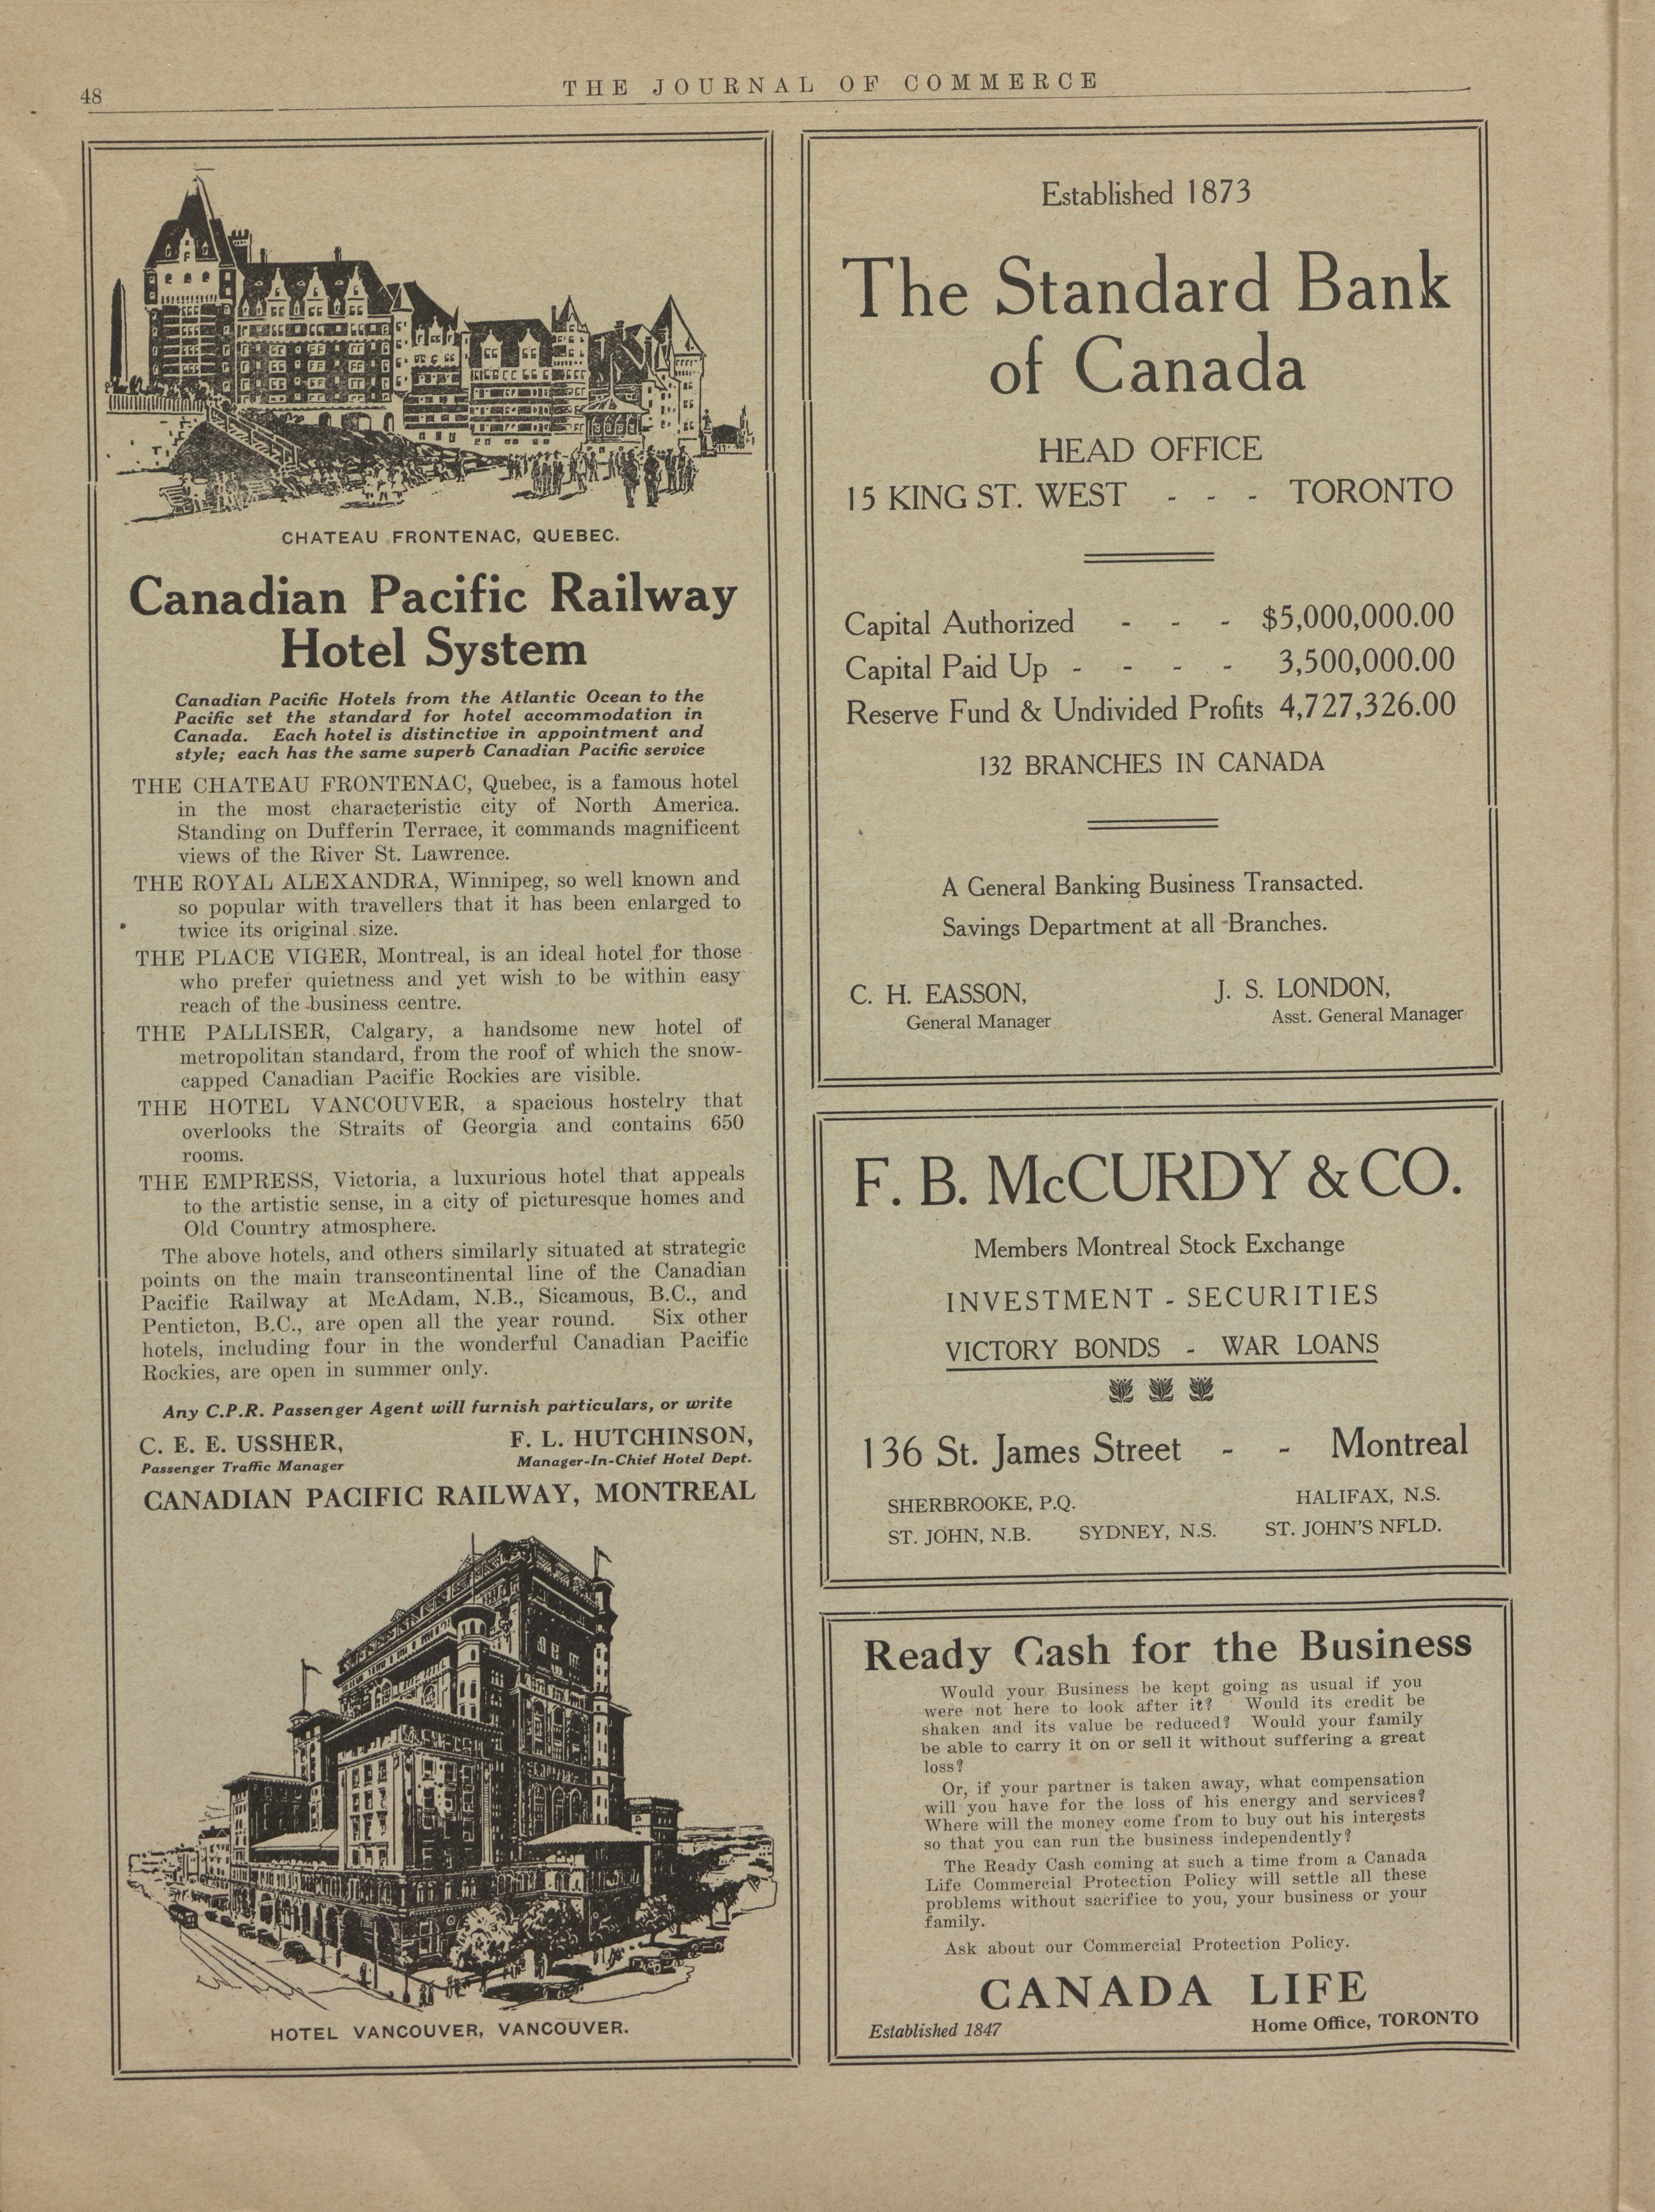 48
THE JOURNAL OF COMMERCE
CHATEAU FRONTENAC, QUEBEC.
Canadian Pacific Railway
Hotel System
Canadian Pacific Hotels from the Atlantic Ocean to the
Pacific set the standard for hotel accommodation in
Canada. Each hotel is distinctive in appointment and
style; each has the same superb Canadian Pacific service
THE CHATEAU FRONTENAC, Quebec, is a famous hotel
in the most characteristic city of North America.
Standing on Dufferin Terrace, it commands magnificent
views of the River St. Lawrence.
THE ROYAL ALEXANDRA, Winnipeg, so well known and
so popular with travellers that it has been enlarged to
twice its original size.
THE PLACE VIGER, Montreal, is an ideal hotel for those
who prefer quietness and yet wish to be within easy
reach of the business centre.
THE PALLISER, Calgary, a handsome new hotel of
metropolitan standard, from the roof of which the snow-
capped Canadian Pacific Rockies are visible.
THE HOTEL VANCOUVER, a spacious hostelry that
overlooks the Straits of Georgia and contains 650
rooms.
THE EMPRESS, Victoria, a luxurious hotel that appeals
to the artistic sense, in a city of picturesque homes and
Old Country atmosphere.
The above hotels, and others similarly situated at strategic
points on the main transcontinental line of the Canadian
Pacific Railway at McAdam, N.B., Sicamous, B.C., and
Penticton, B.C., are open all the year round. Six other
hotels, including four in the wonderful Canadian Pacific
Rockies, are open in summer only.
Any C.P.R. Passenger Agent will furnish particulars, or write
C. E. E. USSHER, F. L. HUTCHINSON,
Passenger Traffic Manager Manager-In-Chief Hotel Dept.
CANADIAN PACIFIC RAILWAY, MONTREAL
HOTEL VANCOUVER, VANCOUVER.
Established 1873
The Standard Bank
of Canada
HEAD OFFICE
15 KING ST. WEST - - - TORONTO
Capital Authorized - - - $5,000,000.00
Capital Paid Up - - - - 3,500,000.00
Reserve Fund & Undivided Profits 4,727,326.00
132 BRANCHES IN CANADA
A General Banking Business Transacted.
Savings Department at all Branches.
C. H. EASSON, J. S. LONDON,
General Manager Asst. General Manager
F. B. McCURDY & CO.
Members Montreal Stock Exchange
INVESTMENT - SECURITIES
VICTORY BONDS - WAR LOANS
136 St. James Street - - Montreal
SHERBROOKE, P.Q. HALIFAX, N.S.
ST. JOHN, N.B. SYDNEY, N.S. ST. JOHN'S NFLD.
Ready Cash for the Business
Would your Business be kept going as usual if you
were not here to look after it? Would its credit be
shaken and its value be reduced? Would your family
be able to carry it on or sell it without suffering a great
loss?
Or, if your partner is taken away, what compensation
will you have for the loss of his energy and services?
Where will the money come from to buy out his interests
so that you can run the business independently?
The Ready Cash coming at such a time from a Canada
Life Commercial Protection Policy will settle all these
problems without sacrifice to you, your business or your
family.
Ask about our Commercial Protection Policy.
CANADA LIFE
Established 1847 Home Office, TORONTO